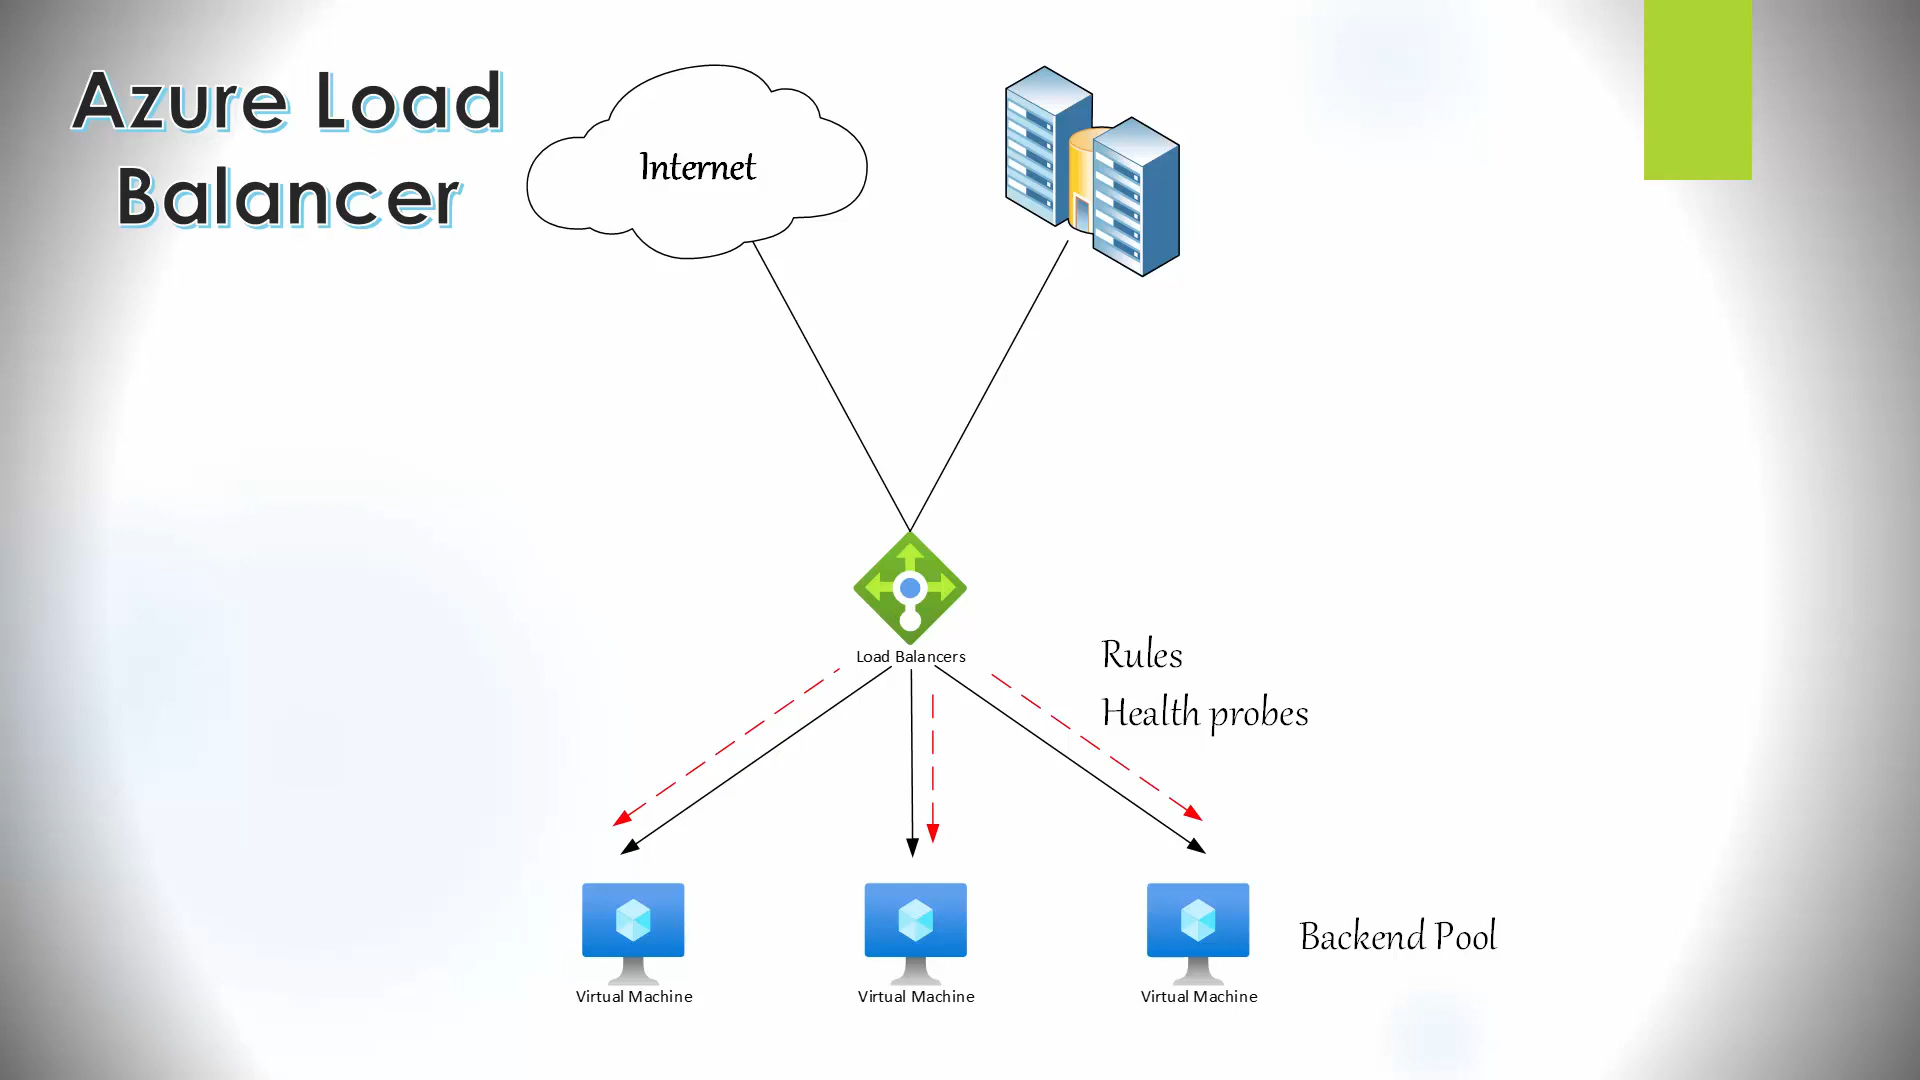 Azure Load
Balancer
Internet
Load Balancers
Rules
Health probes
Backend Pool
Virtual Machine
Virtual Machine
Virtual Machine